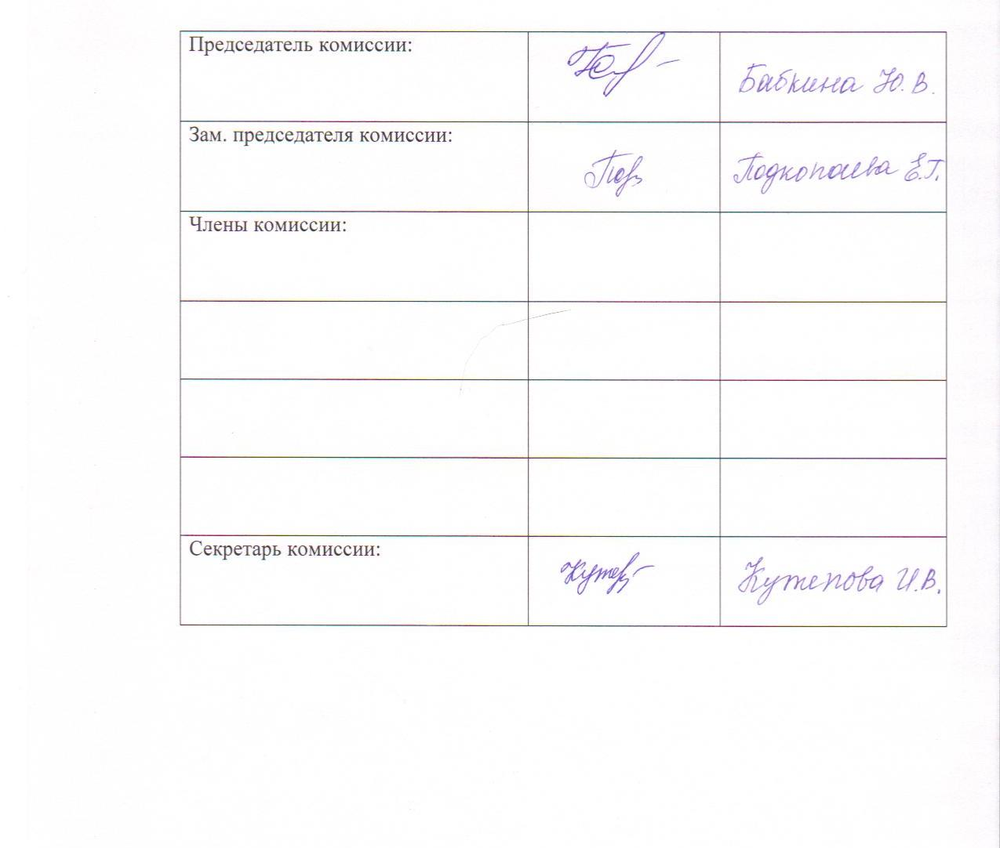 Председатель комиссии:
Бабкина Ю. В.
Зам. председателя комиссии:
Подкопаева Е.Г.
Члены комиссии:
Секретарь комиссии:
Кутепова И.В.